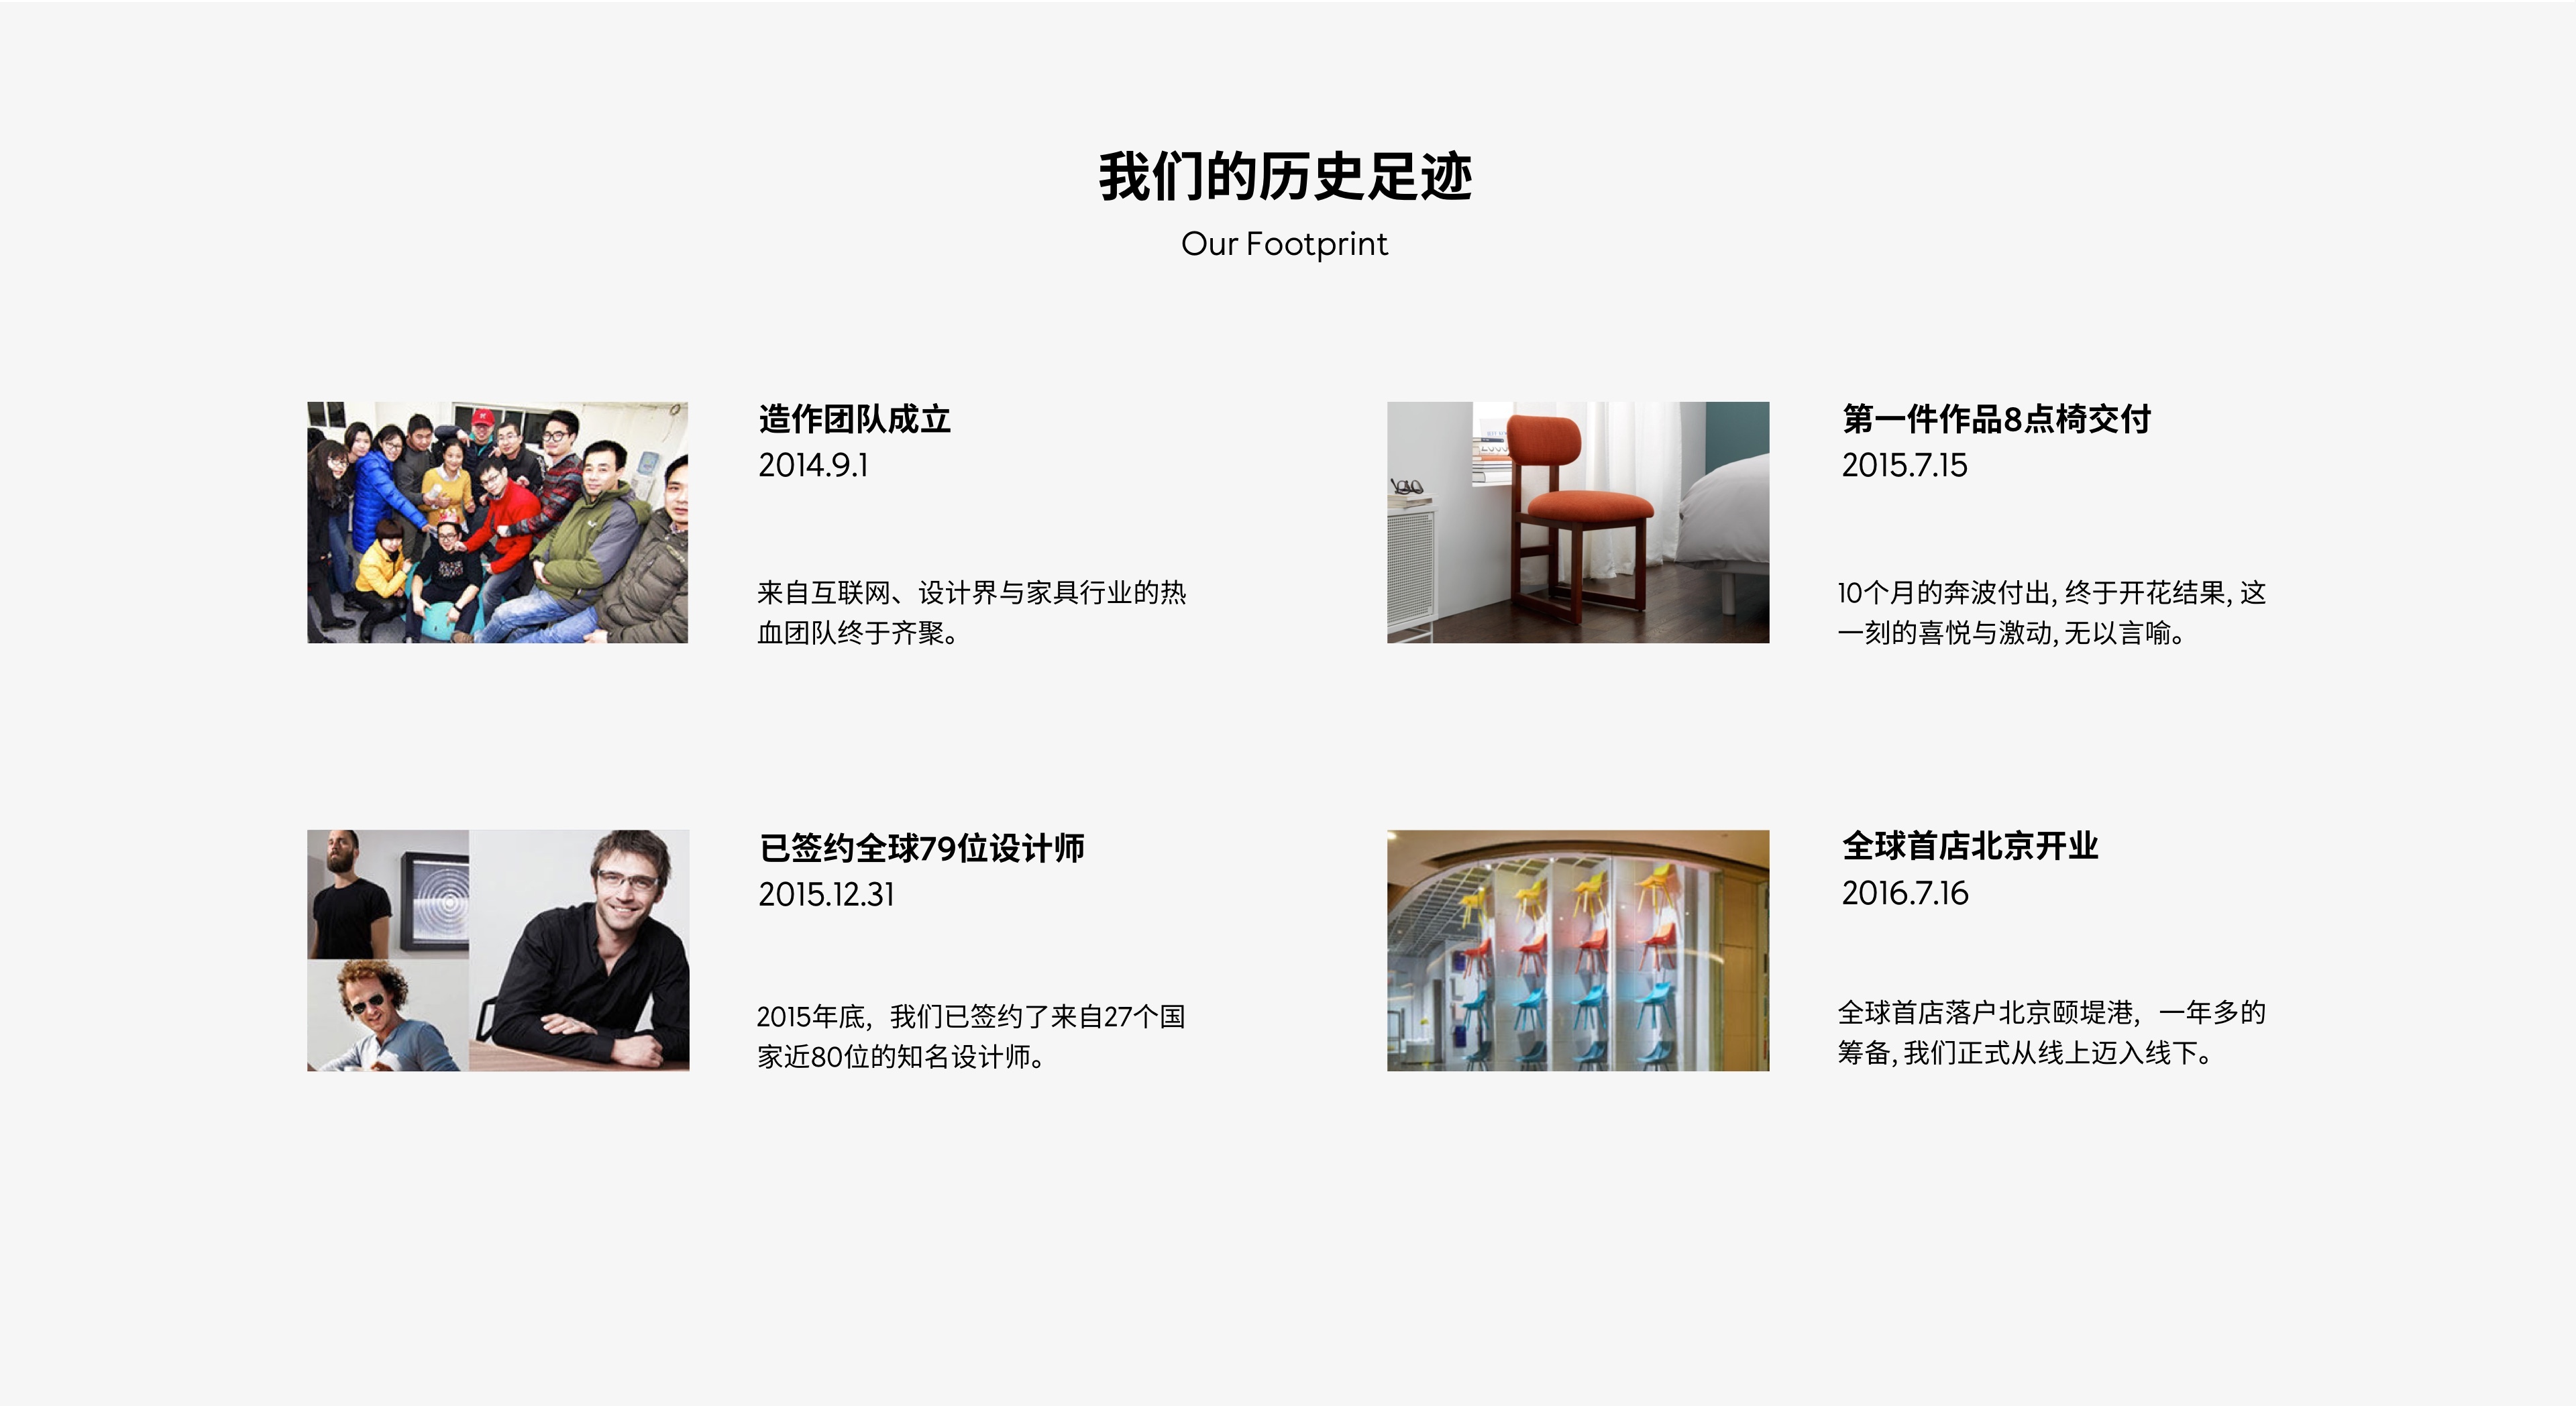 我们的历史足迹
Our Footprint
造作团队成立
2014.9.1
来自互联网、设计界与家具行业的热
血团队终于齐聚。
第一件作品8点椅交付
2015.7.15
10个月的奔波付出, 终于开花结果, 这
一刻的喜悦与激动, 无以言喻。
已签约全球79位设计师
2015.12.31
2015年底，我们已签约了来自27个国
家近80位的知名设计师。
全球首店北京开业
2016.7.16
全球首店落户北京颐堤港，一年多的
筹备, 我们正式从线上迈入线下。